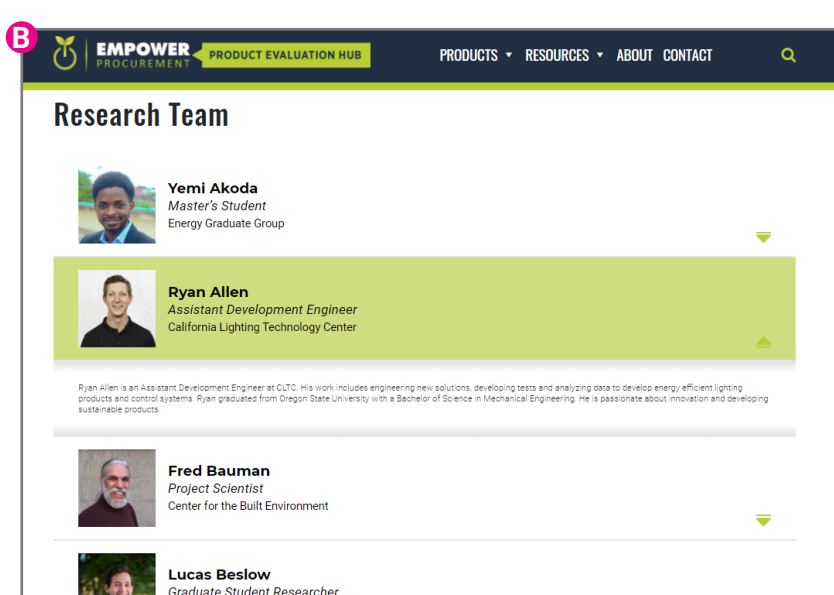 B
EMPOWER
PROCUREMENT
PRODUCT EVALUATION HUB
PRODUCTS RESOURCES ABOUT CONTACT
Research Team
Yemi Akoda
Master's Student
Energy Graduate Group
Ryan Allen
Assistant Development Engineer
California Lighting Technology Center
Ryan Allen is an Assistant Development Engineer at CLTC. His work includes engineering new solutions, developing tests and analyzing data to develop energy efficient lighting
products and control systems. Ryan graduated from Oregon State University with a Bachelor of Science in Mechanical Engineering. He is passionate about innovation and developing
sustainable products.
Fred Bauman
Project Scientist
Center for the Built Environment
Lucas Beslow
Graduate Student Researcher